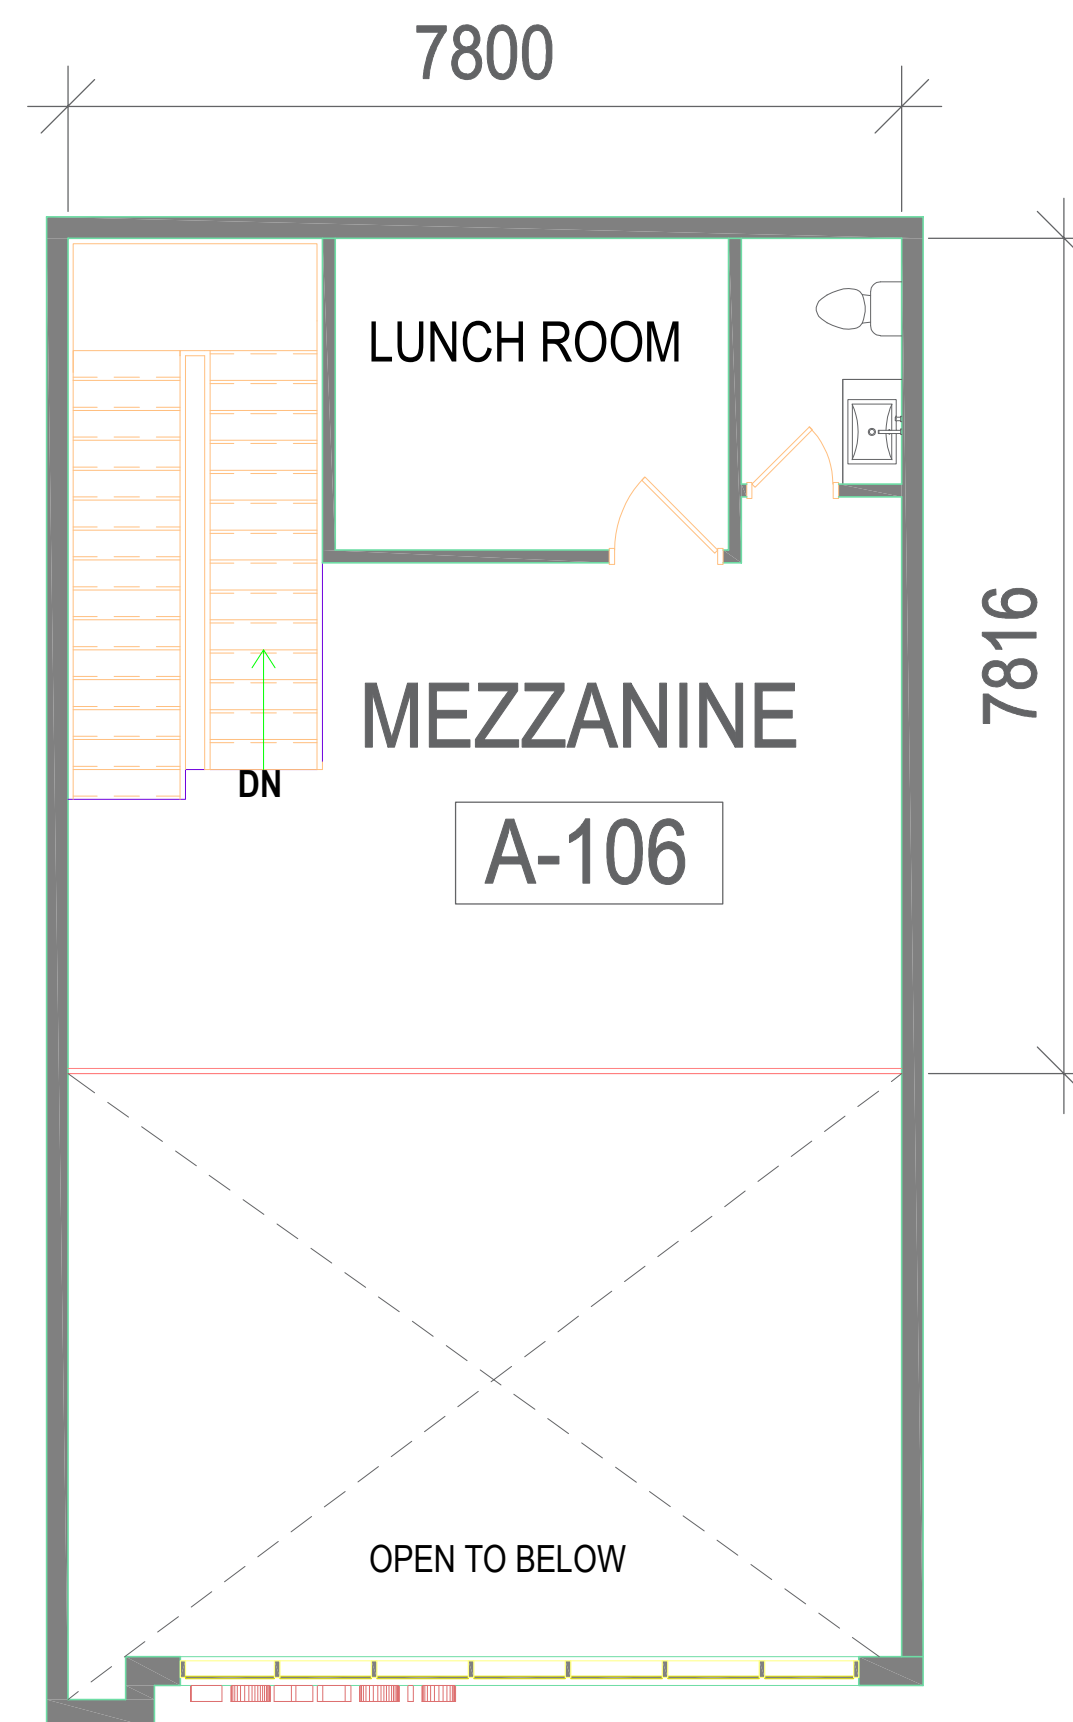 7800
LUNCH ROOM
7816
MEZZANINE
DN
A-106
OPEN TO BELOW